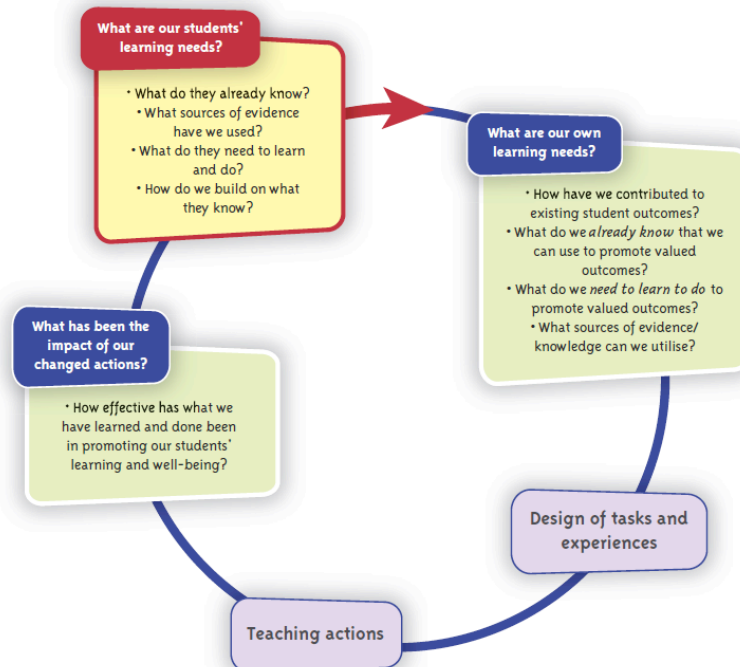 What are our students'
learning needs?
• What do they already know?
• What sources of evidence
have we used?
• What do they need to learn
and do?
• How do we build on what
they know?
What are our own
learning needs?
• How have we contributed to
existing student outcomes?
• What do we already know that we
can use to promote valued
outcomes?
• What do we need to learn to do to
promote valued outcomes?
• What sources of evidence/
knowledge can we utilise?
Design of tasks and
experiences
Teaching actions
What has been the
impact of our
changed actions?
• How effective has what we
have learned and done been
in promoting our students'
learning and well-being?